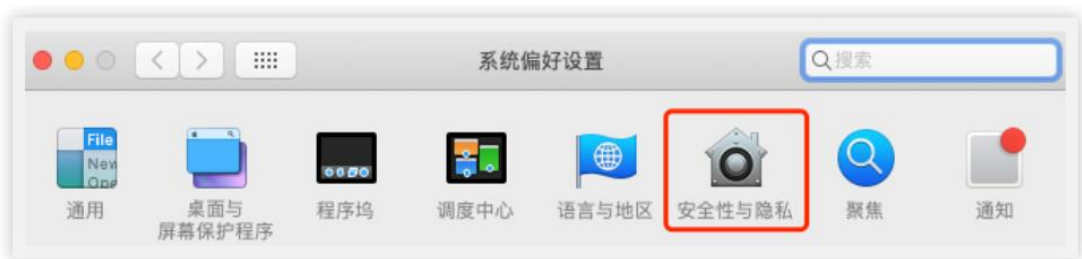 系统偏好设置
搜索
File
New
Ope
通用
桌面与
屏幕保护程序
程序坞
调度中心
语言与地区
安全性与隐私
聚焦
通知